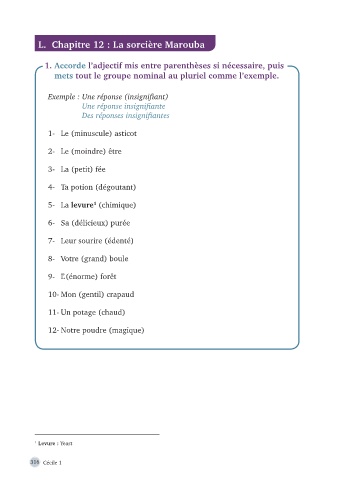 L. Chapitre 12 : La sorcière Marouba
1. Accorde l'adjectif mis entre parenthèses si nécessaire, puis
mets tout le groupe nominal au pluriel comme l'exemple.
Exemple : Une réponse (insignifiant)
Une réponse insignifiante
Des réponses insignifiantes
1- Le (minuscule) asticot
2- Le (moindre) être
3- La (petit) fée
4- Ta potion (dégoutant)
5- La levure¹ (chimique)
6- Sa (délicieux) purée
7- Leur sourire (édenté)
8- Votre (grand) boule
9- L'(énorme) forêt
10- Mon (gentil) crapaud
11- Un potage (chaud)
12- Notre poudre (magique)
¹ Levure : Yeast
Cécile 1